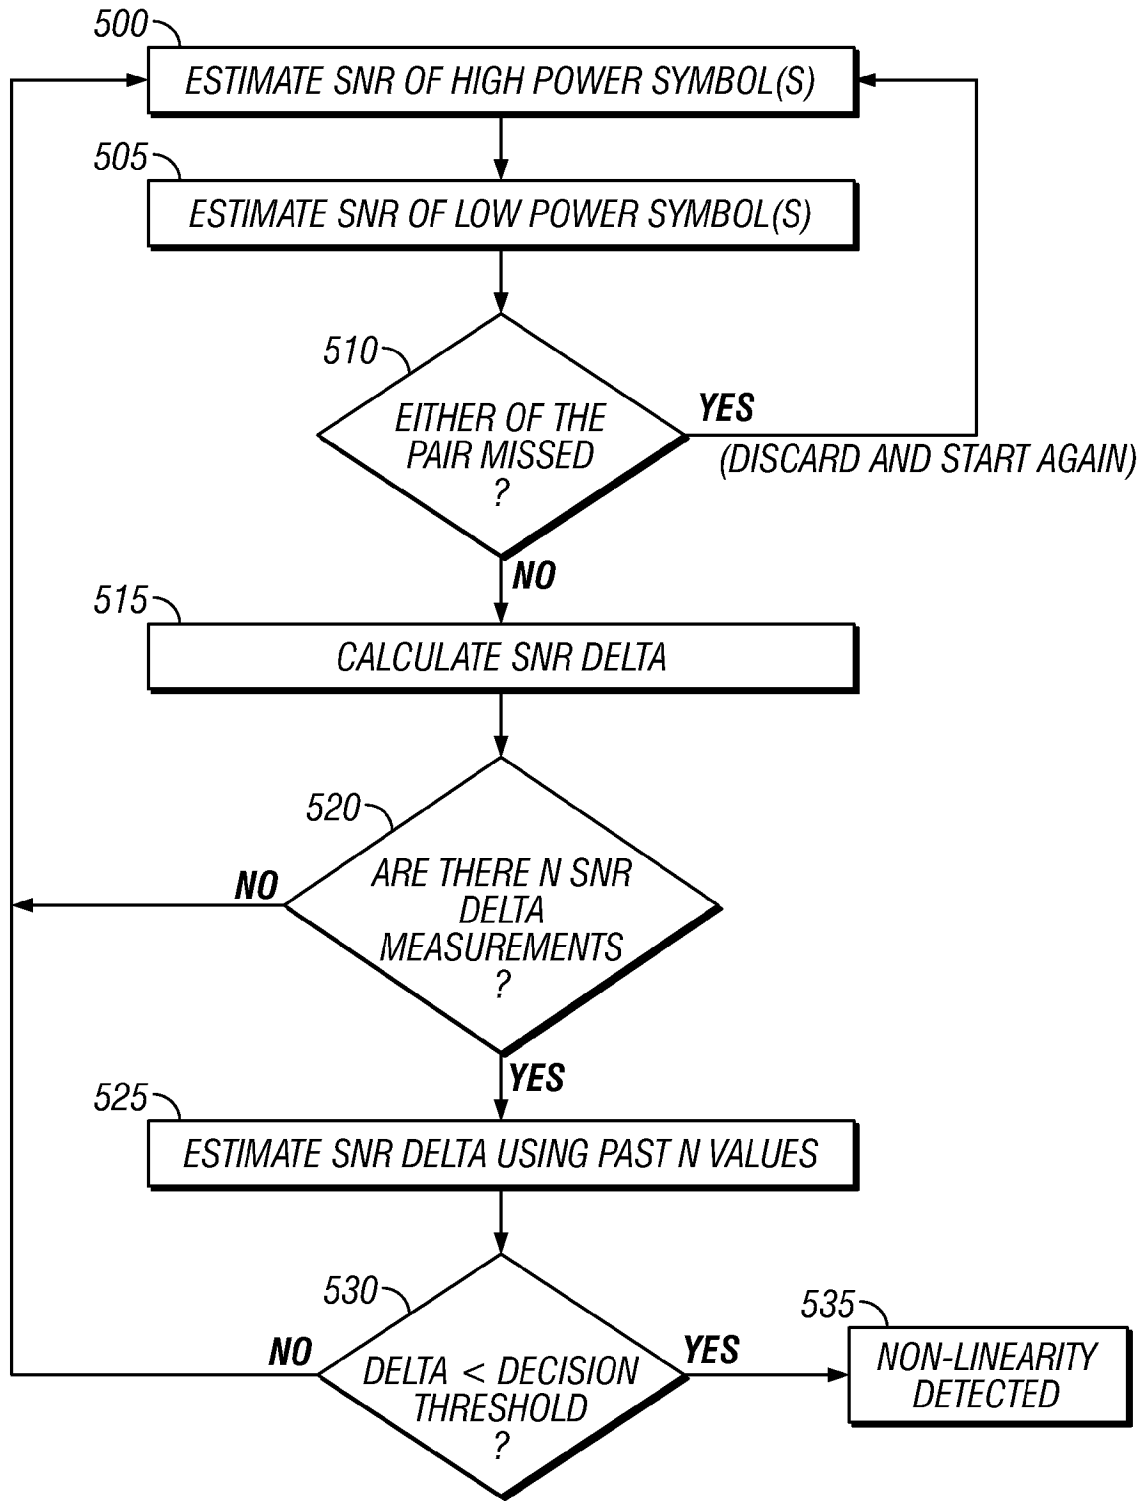 500
ESTIMATE SNR OF HIGH POWER SYMBOL(S)
505
ESTIMATE SNR OF LOW POWER SYMBOL(S)
510
EITHER OF THE
PAIR MISSED
?
YES
(DISCARD AND START AGAIN)
NO
515
CALCULATE SNR DELTA
520
ARE THERE N SNR
DELTA
MEASUREMENTS
?
NO
YES
525
ESTIMATE SNR DELTA USING PAST N VALUES
530
DELTA < DECISION
THRESHOLD
?
NO
YES
535
NON-LINEARITY
DETECTED